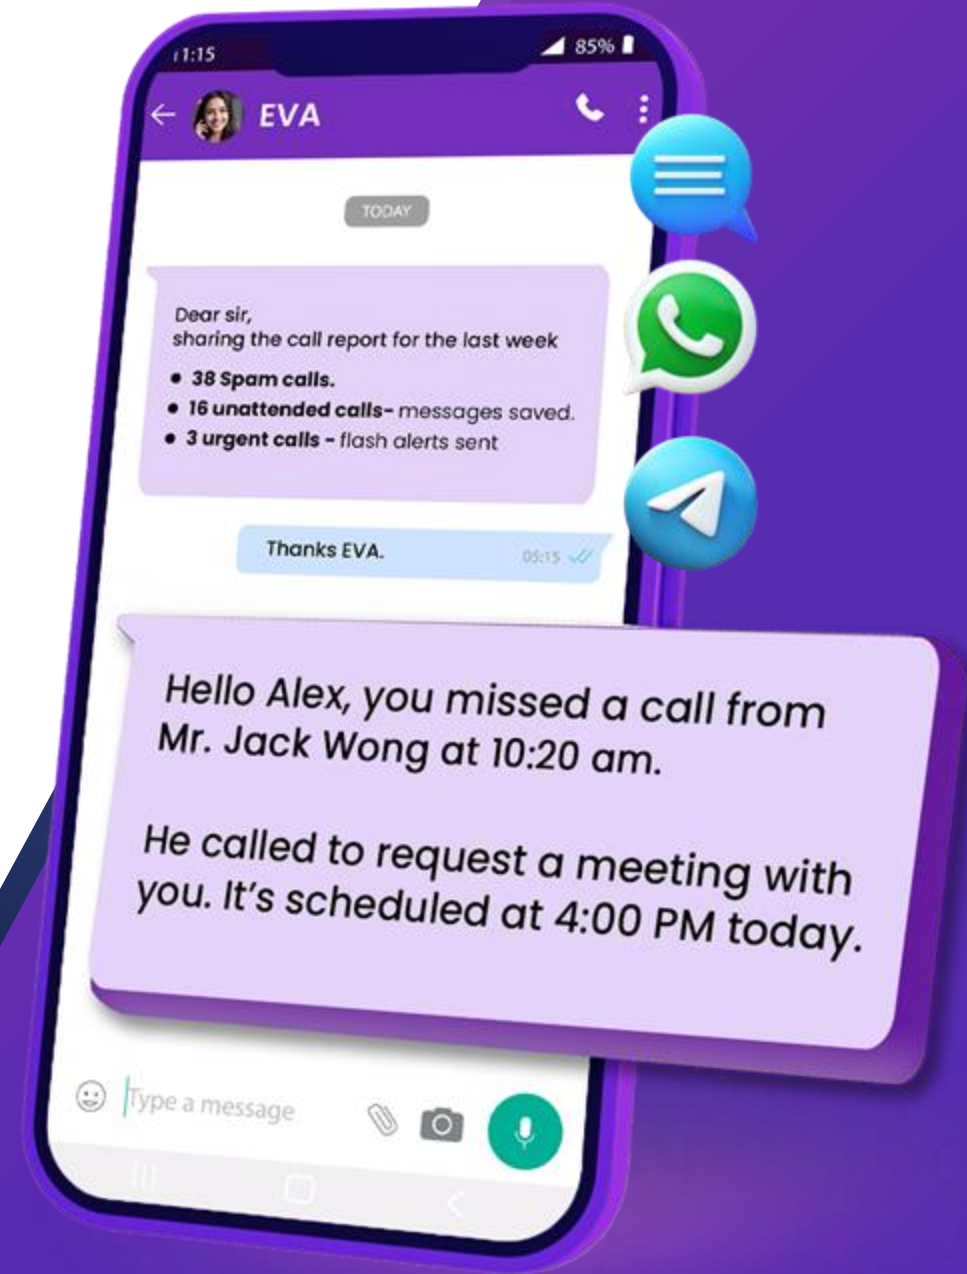 11:15
85%
EVA
TODAY
Dear sir,
sharing the call report for the last week
• 38 Spam calls.
• 16 unattended calls- messages saved.
• 3 urgent calls - flash alerts sent
Thanks EVA.
05:15
Hello Alex, you missed a call from
Mr. Jack Wong at 10:20 am.
He called to request a meeting with
you. It's scheduled at 4:00 PM today.
Type a message